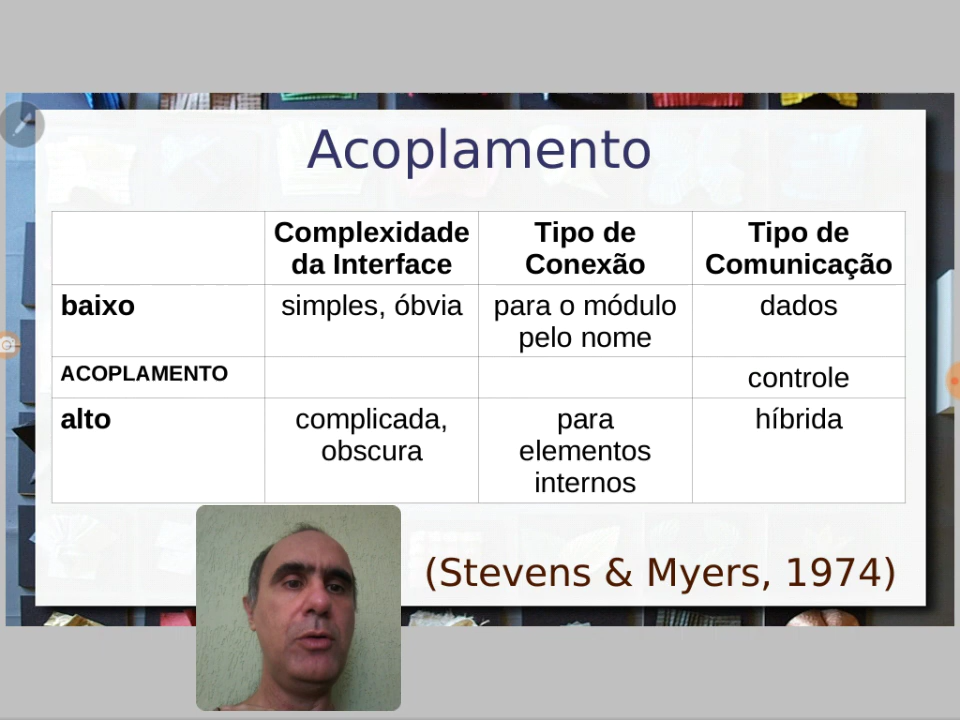 Acoplamento
Complexidade da Interface
Tipo de Conexão
Tipo de Comunicação
baixo
simples, óbvia
para o módulo pelo nome
dados
ACOPLAMENTO
controle
alto
complicada, obscura
para elementos internos
híbrida
(Stevens & Myers, 1974)